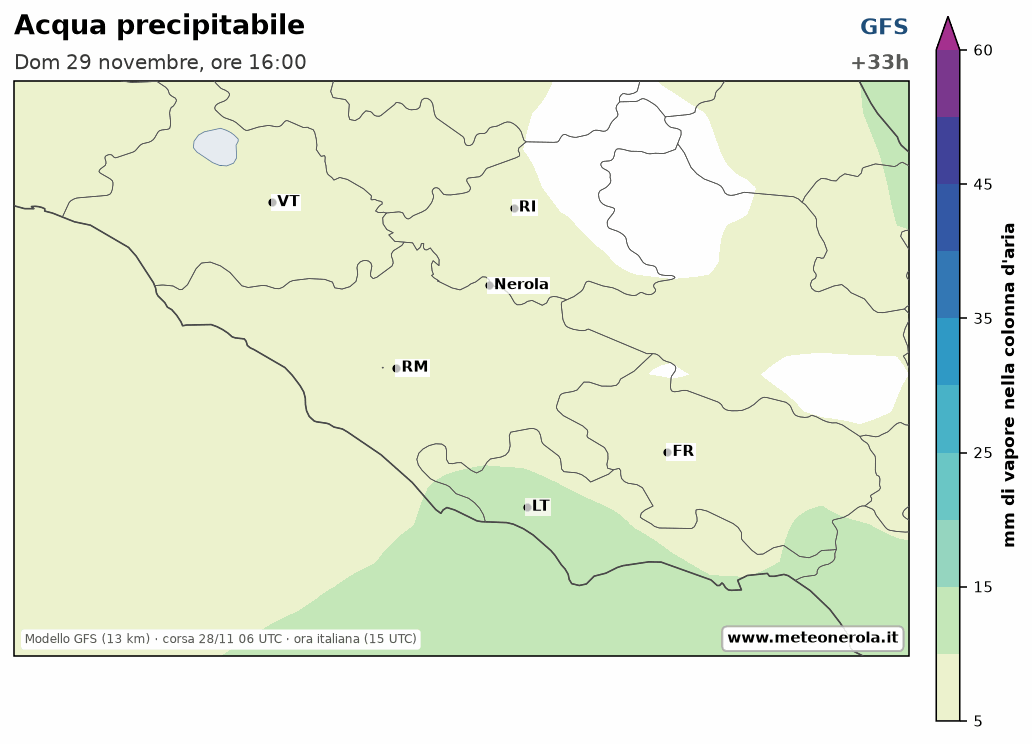 Acqua precipitabile
GFS
Dom 29 novembre, ore 16:00
+33h
60
45
35
25
15
5
mm di vapore nella colonna d'aria
VT
RI
Nerola
RM
FR
LT
Modello GFS (13 km) · corsa 28/11 06 UTC · ora italiana (15 UTC)
www.meteonerola.it